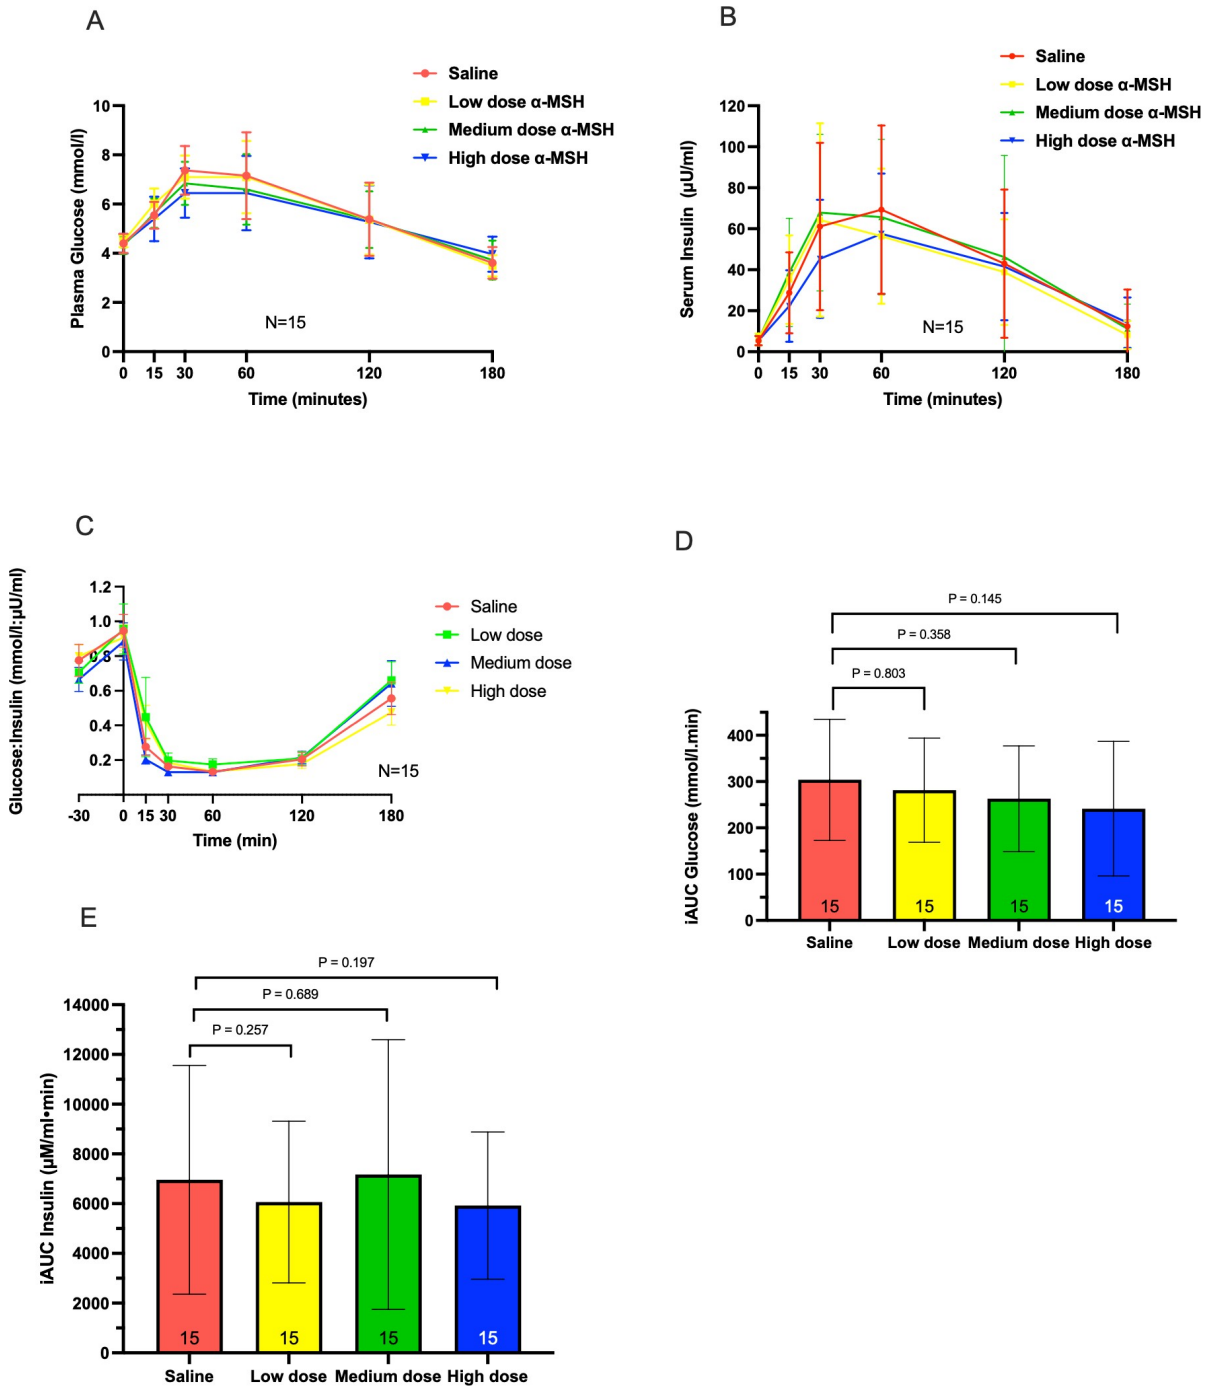 A
Saline
Low dose α-MSH
Medium dose α-MSH
High dose α-MSH
Plasma Glucose (mmol/l)
10
8
6
4
2
0
N=15
0 15 30 60 120 180
Time (minutes)
B
Saline
Low dose α-MSH
Medium dose α-MSH
High dose α-MSH
Serum Insulin (µU/ml)
120
100
80
60
40
20
0
N=15
0 15 30 60 120 180
Time (minutes)
C
Glucose:Insulin (mmol/l:µU/ml)
1.2
1.0
0.8
0.6
0.4
0.2
Saline
Low dose
Medium dose
High dose
N=15
-30 0 15 30 60 120 180
Time (min)
D
P = 0.145
P = 0.358
P = 0.803
iAUC Glucose (mmol/l.min)
400
300
200
100
0
15 15 15 15
Saline Low dose Medium dose High dose
E
P = 0.197
P = 0.689
P = 0.257
iAUC Insulin (µM/ml•min)
14000
12000
10000
8000
6000
4000
2000
0
15 15 15 15
Saline Low dose Medium dose High dose